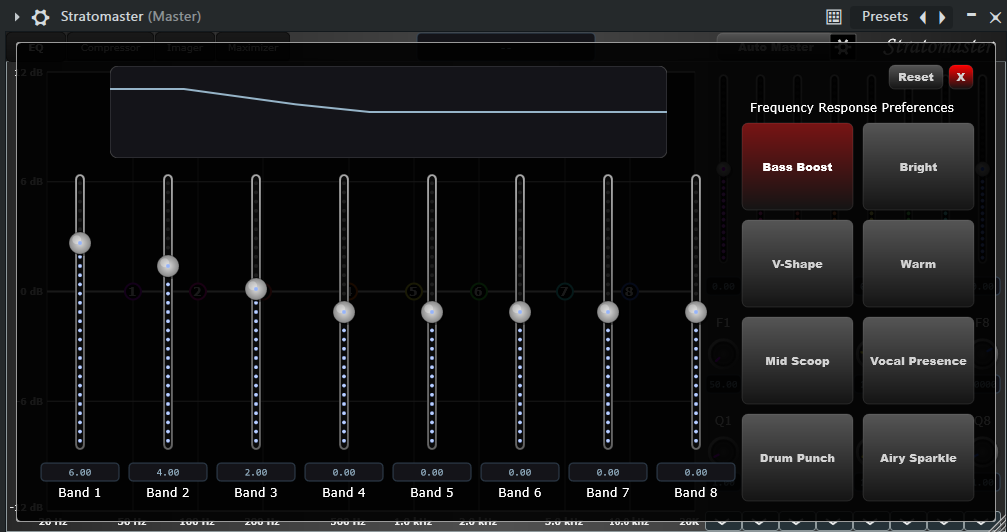 Stratomaster (Master)
Presets
EQ Compressor Imager Maximizer
--
Auto Master
Stratomaster
12 dB
Reset X
Frequency Response Preferences
Bass Boost Bright
6 dB
V-Shape Warm
0 dB
1 2 5 6 7 8
0.00
F1 F8
Mid Scoop Vocal Presence
50.00
-6 dB
Q1 Q8
Drum Punch Airy Sparkle
6.00 4.00 2.00 0.00 0.00 0.00 0.00 0.00
Band 1 Band 2 Band 3 Band 4 Band 5 Band 6 Band 7 Band 8
-12 dB
20 Hz 50 Hz 100 Hz 200 Hz 500 Hz 1.0 kHz 2.0 kHz 5.0 kHz 10.0 kHz 20K